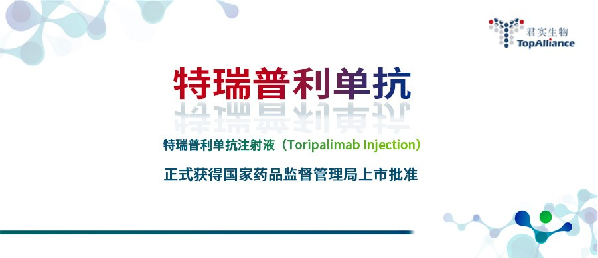 君实生物
TopAlliance
特瑞普利单抗
特瑞普利单抗注射液（Toripalimab Injection）
正式获得国家药品监督管理局上市批准